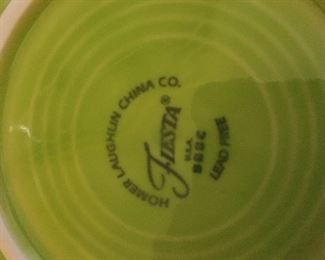 HOMER LAUGHLIN CHINA CO.
FIESTA®
U.S.A.
LEAD FREE